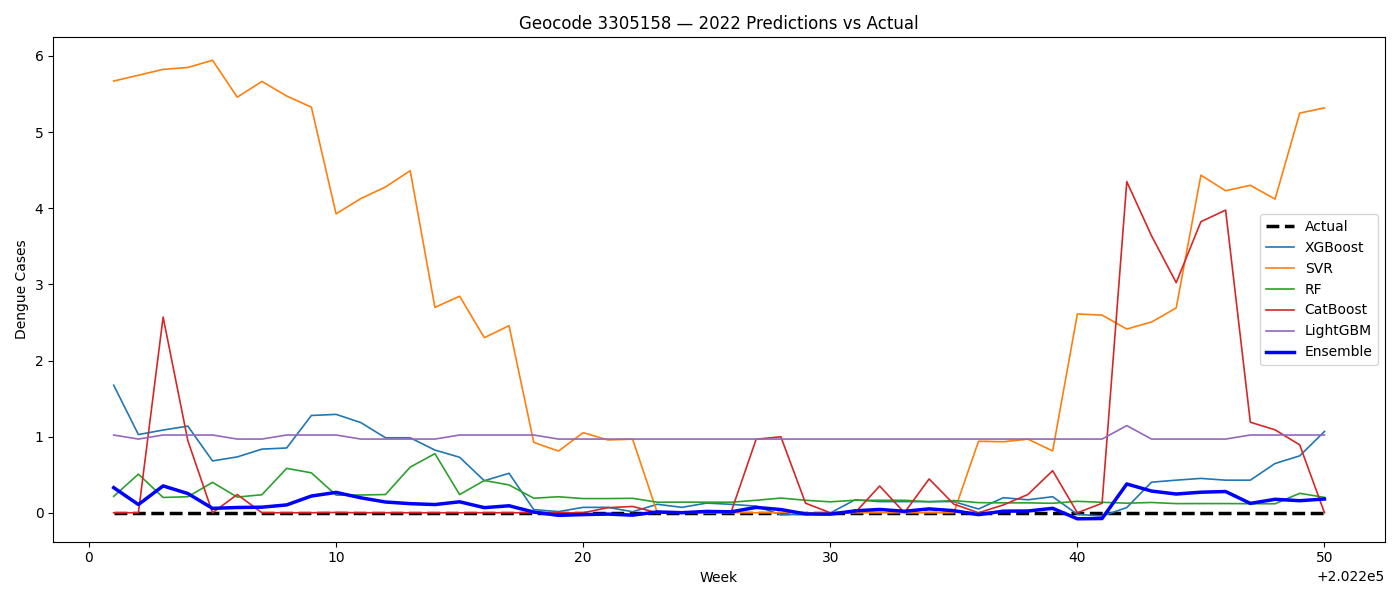 Geocode 3305158 — 2022 Predictions vs Actual
Dengue Cases
6
5
4
3
2
1
0
Actual
XGBoost
SVR
RF
CatBoost
LightGBM
Ensemble
0 10 20 30 40 50
Week
+2.022e5